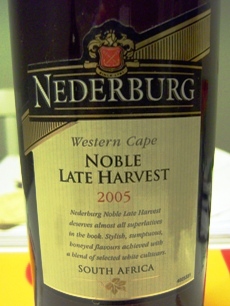 NEDERBURG
Western Cape
NOBLE
LATE HARVEST
2005
Nederburg Noble Late Harvest
deserves almost all superlatives
in the book. Stylish, sumptuous,
honeyed flavours achieved with
a blend of selected white cultivars.
SOUTH AFRICA